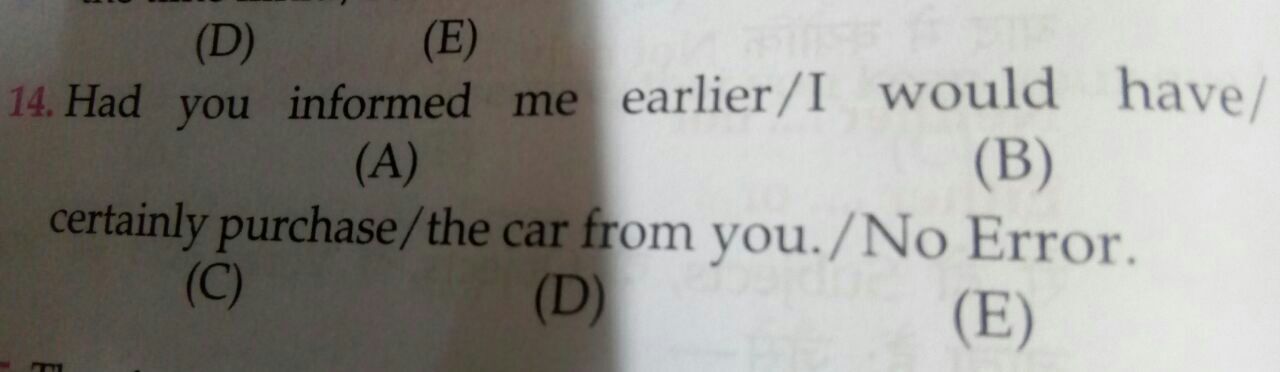 (D) (E)
14. Had you informed me earlier/I would have/
(A) (B)
certainly purchase/the car from you./No Error.
(C) (D) (E)